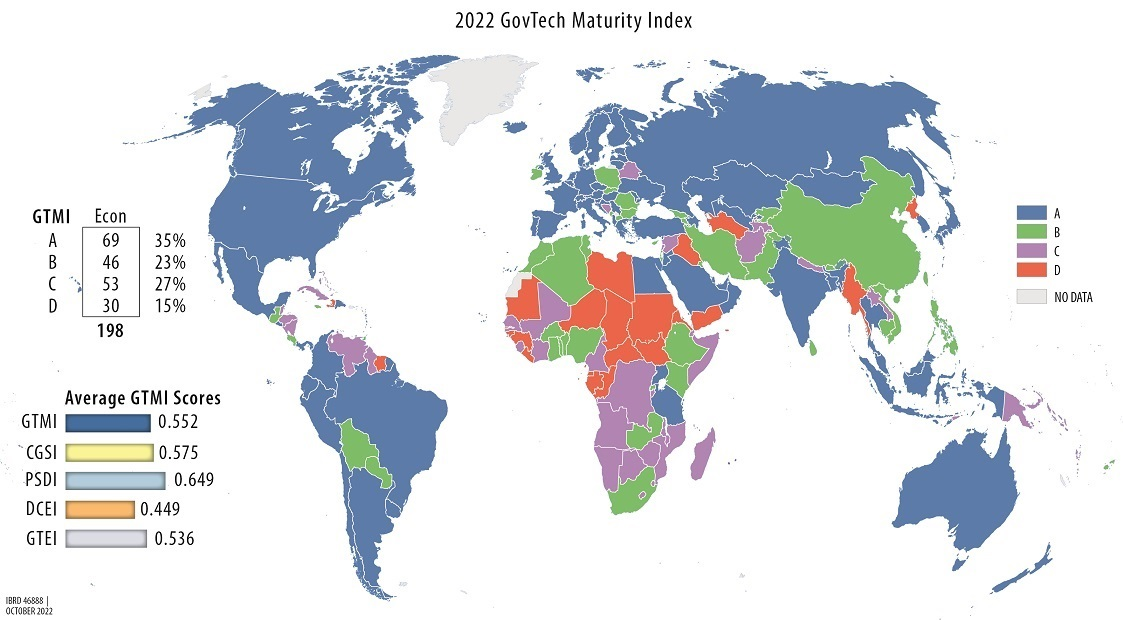 2022 GovTech Maturity Index
GTMI Econ
A 69 35%
B 46 23%
C 53 27%
D 30 15%
198
A
B
C
D
NO DATA
Average GTMI Scores
GTMI 0.552
CGSI 0.575
PSDI 0.649
DCEI 0.449
GTEI 0.536
IBRD 46888 |
OCTOBER 2022